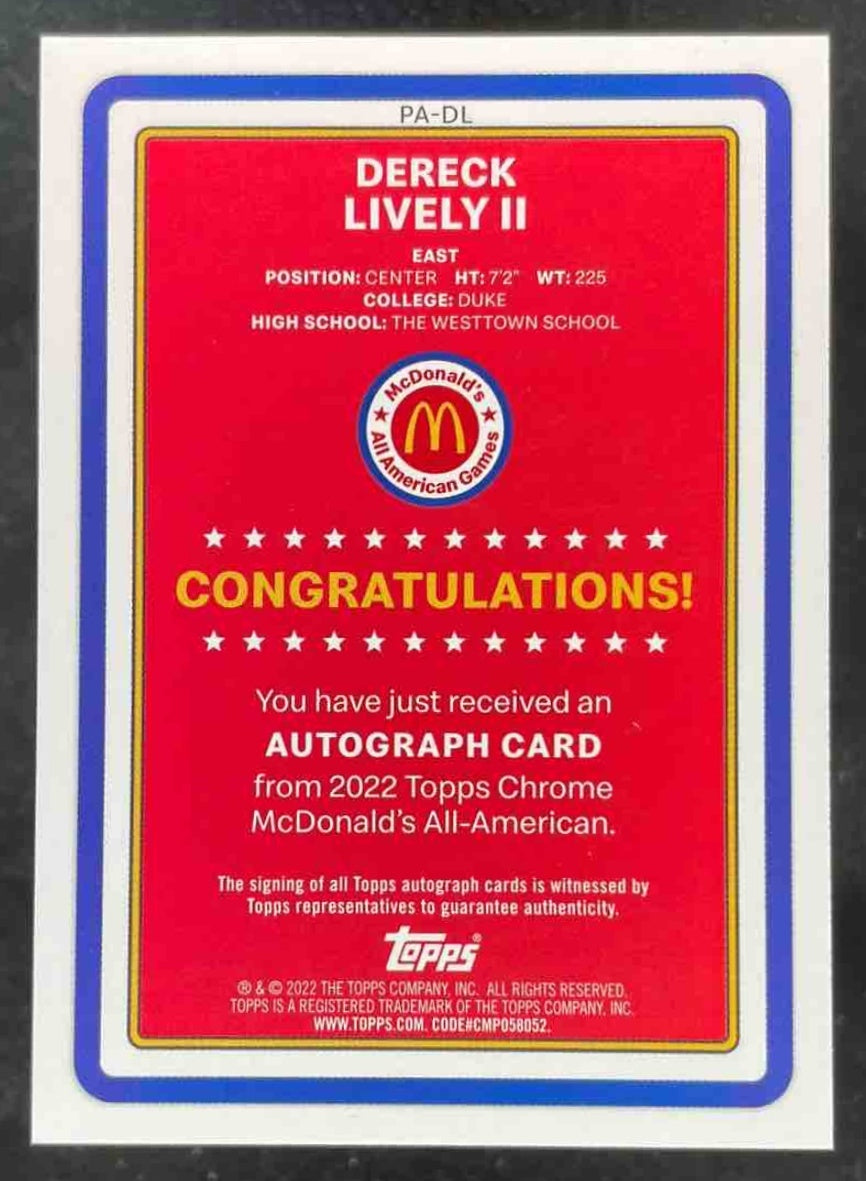 PA-DL
DERECK
LIVELY II
EAST
POSITION: CENTER HT: 7'2" WT: 225
COLLEGE: DUKE
HIGH SCHOOL: THE WESTTOWN SCHOOL
McDonald's
All American Games
CONGRATULATIONS!
You have just received an
AUTOGRAPH CARD
from 2022 Topps Chrome
McDonald's All-American.
The signing of all Topps autograph cards is witnessed by
Topps representatives to guarantee authenticity.
topps®
® & © 2022 THE TOPPS COMPANY, INC. ALL RIGHTS RESERVED.
TOPPS IS A REGISTERED TRADEMARK OF THE TOPPS COMPANY, INC.
WWW.TOPPS.COM. CODE#CMP058052.